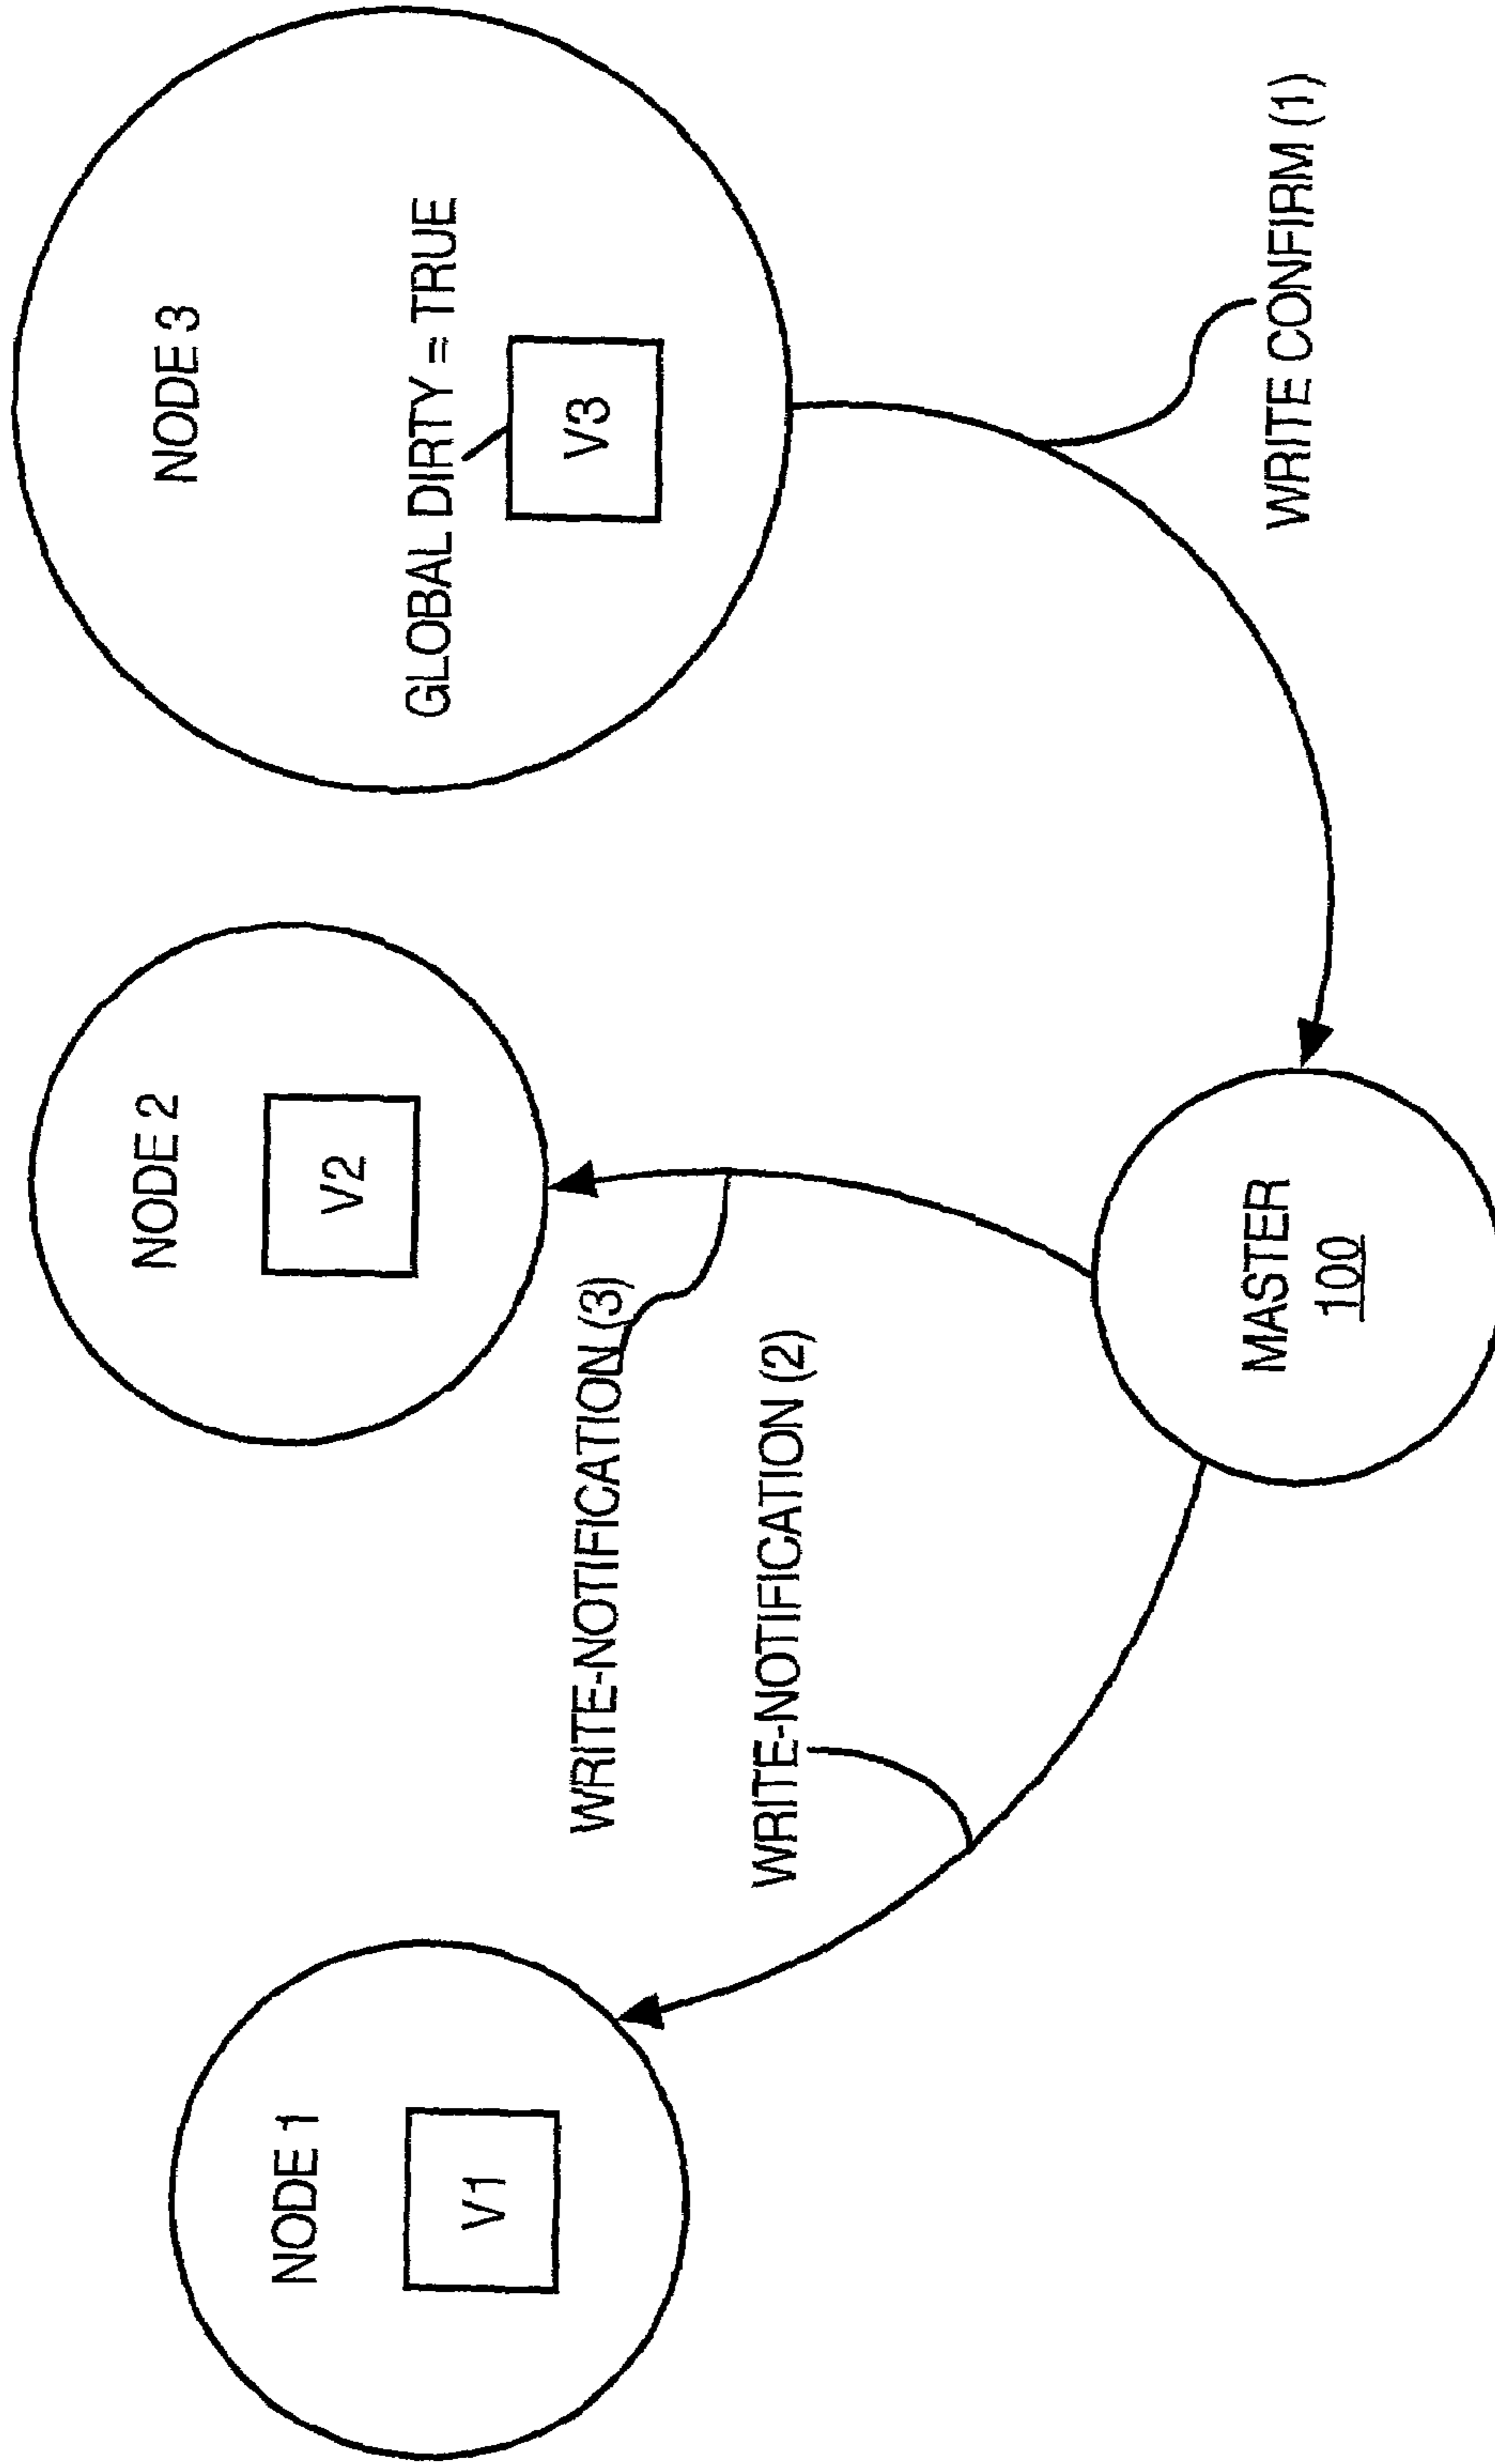 NODE 1
V1
NODE 2
V2
NODE 3
GLOBAL DIRTY = TRUE
V3
WRITE-NOTIFICATION (3)
WRITE-NOTIFICATION (2)
MASTER
100
WRITE CONFIRM (1)